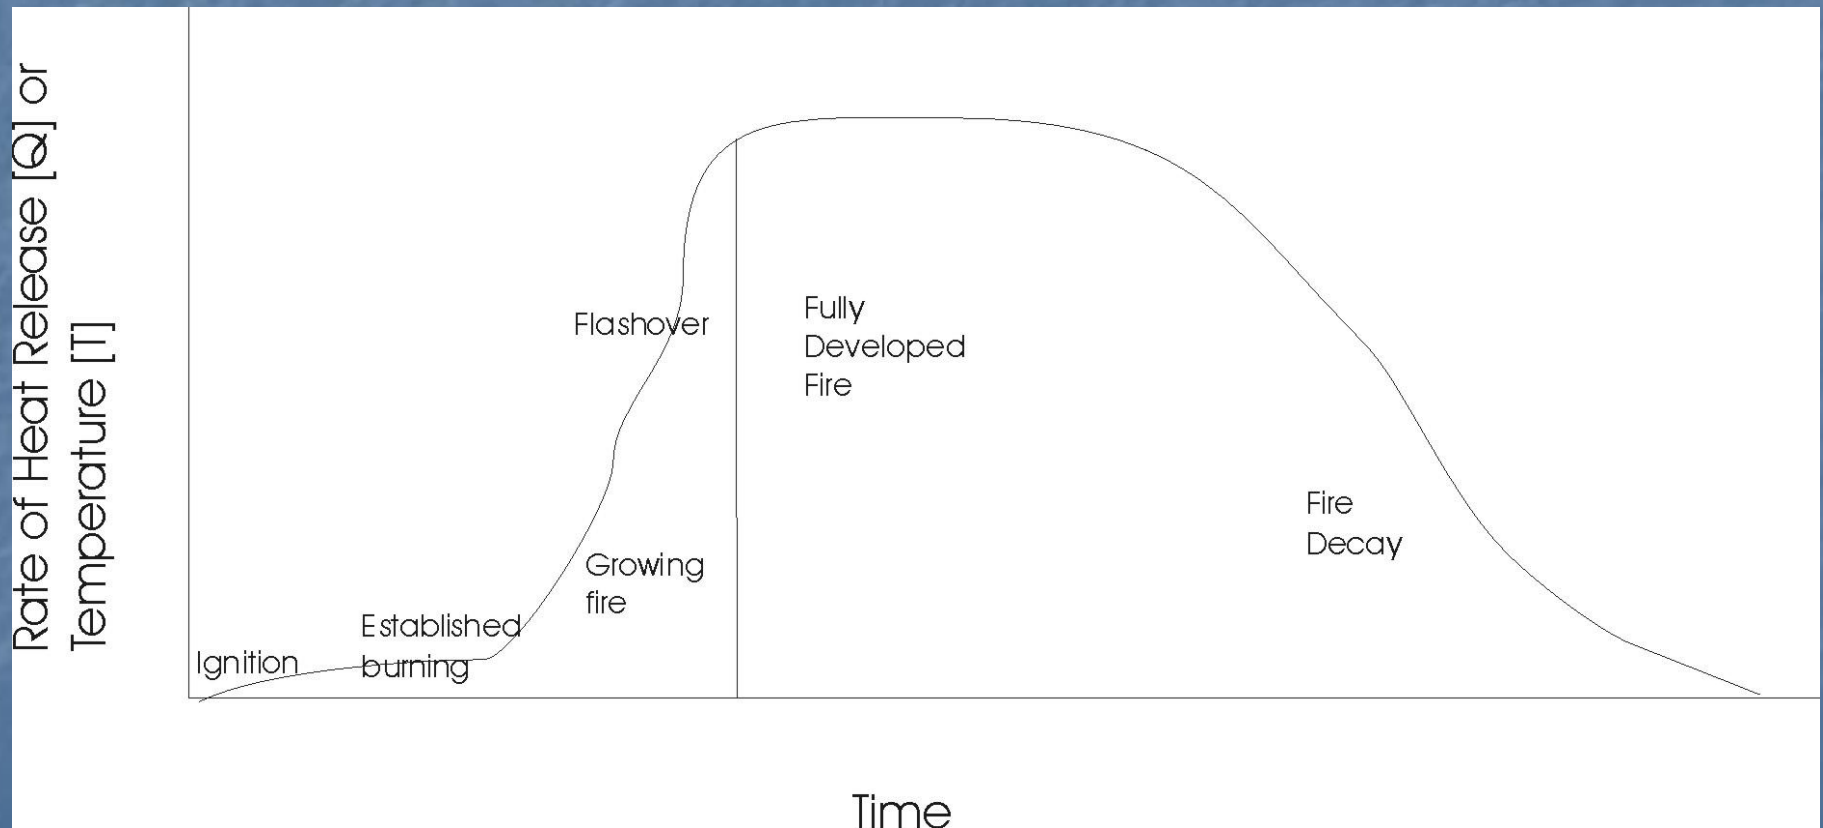 Rate of Heat Release [Q] or
Temperature [T]
Flashover
Fully
Developed
Fire
Fire
Decay
Growing
fire
Established
burning
Ignition
Time